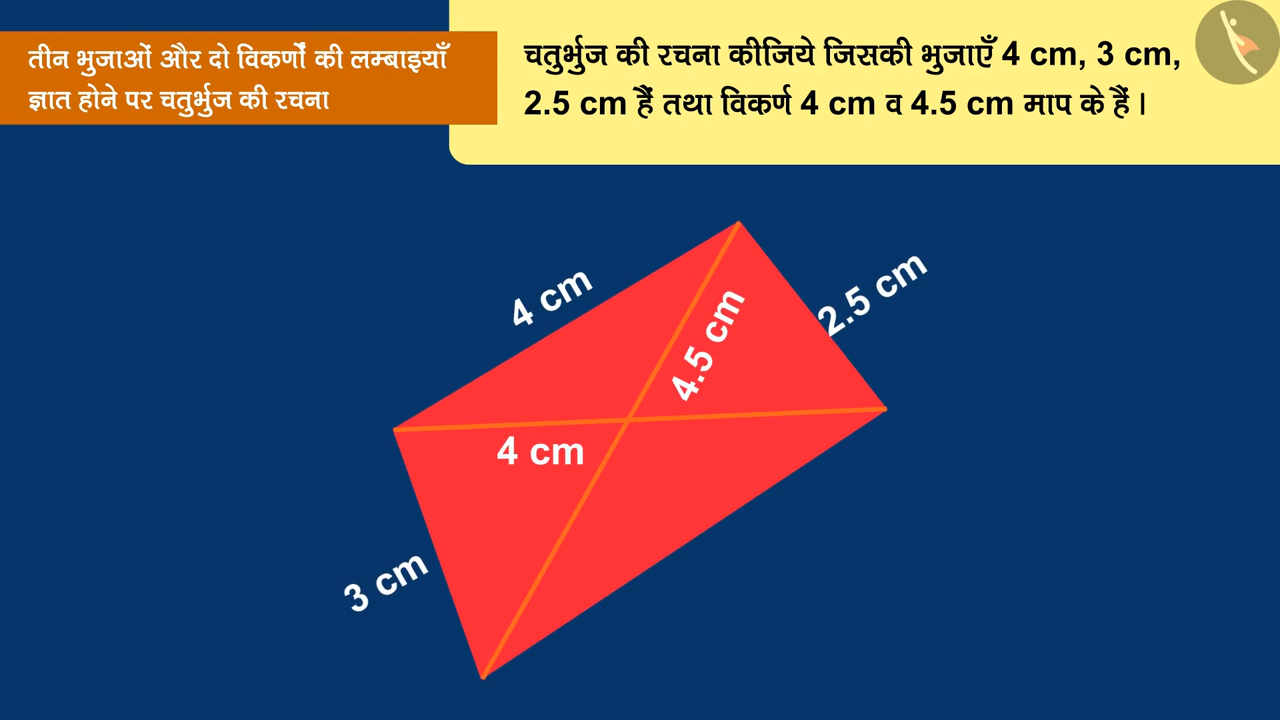 तीन भुजाओं और दो विकर्णों की लम्बाइयाँ
ज्ञात होने पर चतुर्भुज की रचना
चतुर्भुज की रचना कीजिये जिसकी भुजाएँ 4 cm, 3 cm,
2.5 cm हैं तथा विकर्ण 4 cm व 4.5 cm माप के हैं।
4 cm
2.5 cm
4.5 cm
4 cm
3 cm